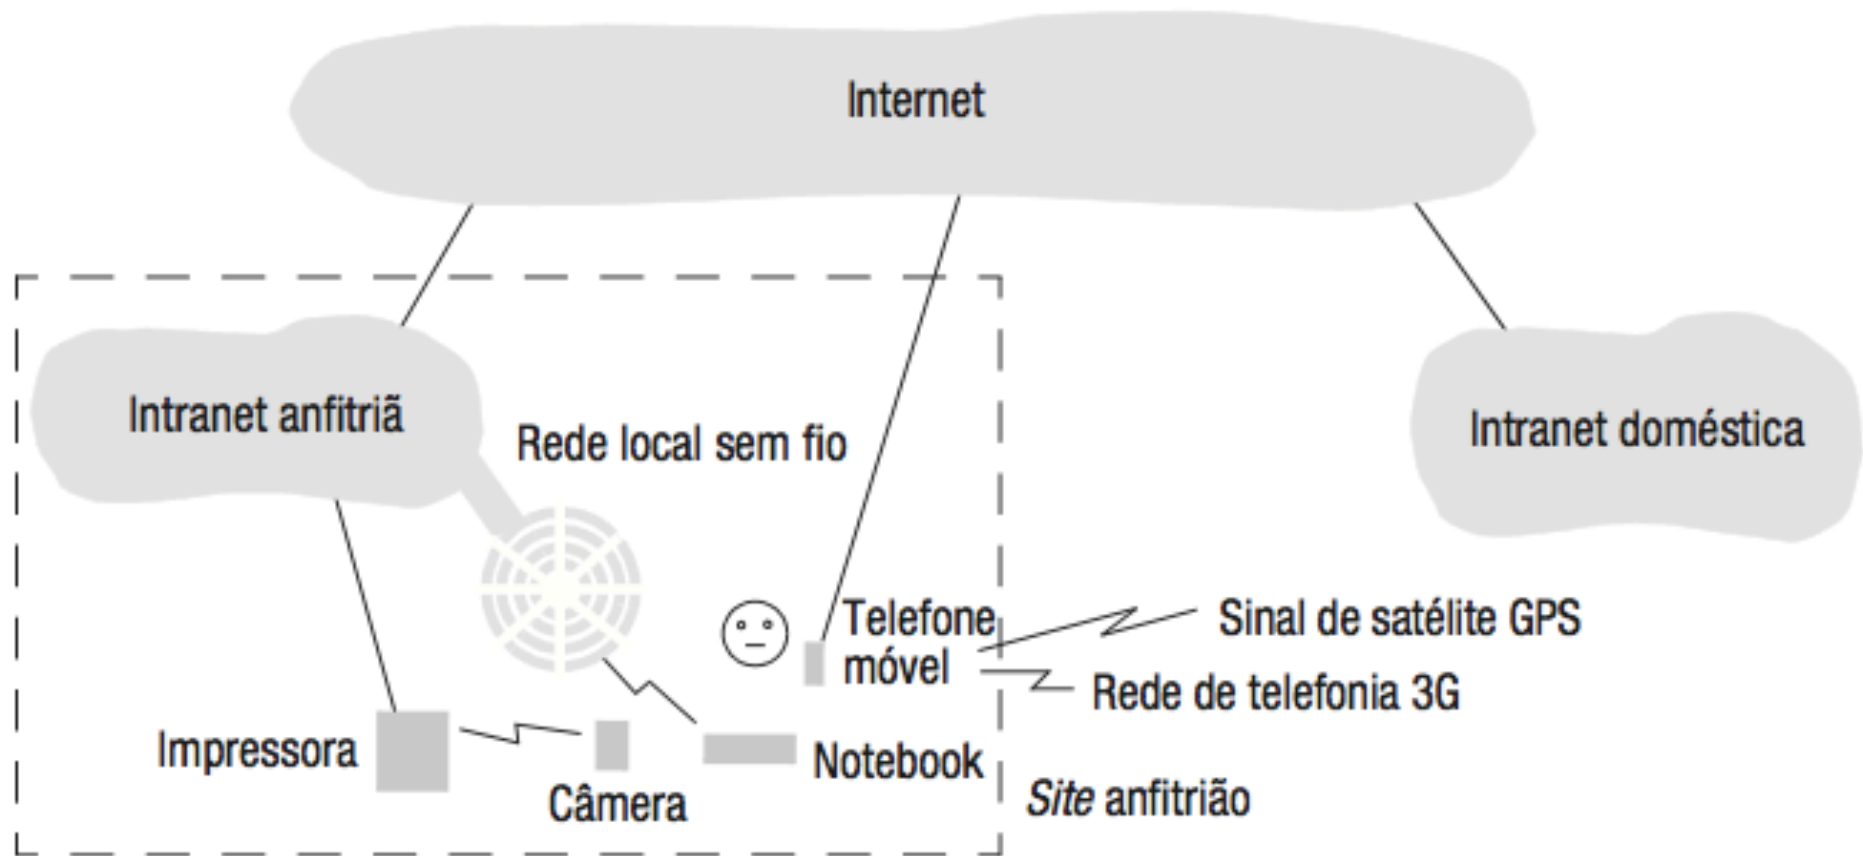 Internet
Intranet anfitriã
Rede local sem fio
Intranet doméstica
Telefone
móvel
Sinal de satélite GPS
Rede de telefonia 3G
Impressora
Câmera
Notebook
Site anfitrião